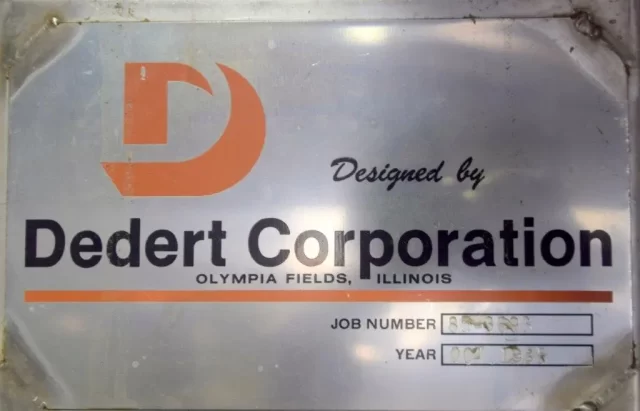 D
Designed by
Dedert Corporation
OLYMPIA FIELDS, ILLINOIS
JOB NUMBER
YEAR